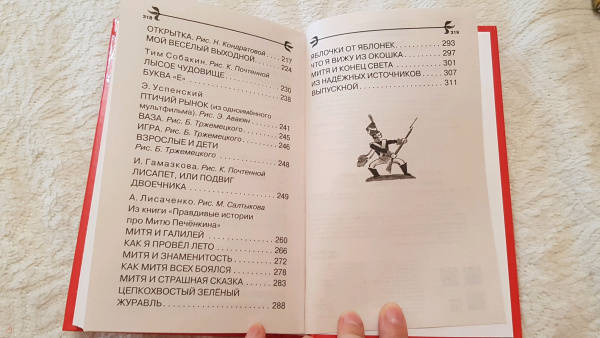 318
ОТКРЫТКА. Рис. Н. Кондратовой
МОЙ ВЕСЁЛЫЙ ВЫХОДНОЙ. 217
224
Тим Собакин. Рис. К. Почтенной
ЛЫСОЕ ЧУДОВИЩЕ 230
БУКВА «Е» 238
Э. Успенский
ПТИЧИЙ РЫНОК (из одноимённого
мультфильма). Рис. Э. Авакян 241
ВАЗА. Рис. Б. Тржемецкого 245
ИГРА. Рис. Б. Тржемецкого 246
ВЗРОСЛЫЕ И ДЕТИ
Рис. Б. Тржемецкого 248
И. Гамазкова. Рис. К. Почтенной
ЛИСАПЕТ, ИЛИ ПОДВИГ
ДВОЕЧНИКА 249
А. Лисаченко. Рис. М. Салтыкова
Из книги «Правдивые истории
про Митю Печёнкина»
МИТЯ И ГАЛИЛЕЙ 260
КАК Я ПРОВЁЛ ЛЕТО 266
МИТЯ И ЗНАМЕНИТОСТЬ 272
КАК МИТЯ ВСЕХ БОЯЛСЯ 278
МИТЯ И СТРАШНАЯ СКАЗКА 283
ЦЕПКОХВОСТЫЙ ЗЕЛЁНЫЙ
ЖУРАВЛЬ 288
319
ЯБЛОЧКИ ОТ ЯБЛОНЕК 293
ЧТО Я ВИЖУ ИЗ ОКОШКА 297
МИТЯ И КОНЕЦ СВЕТА 301
ИЗ НАДЁЖНЫХ ИСТОЧНИКОВ 307
ВЫПУСКНОЙ 311